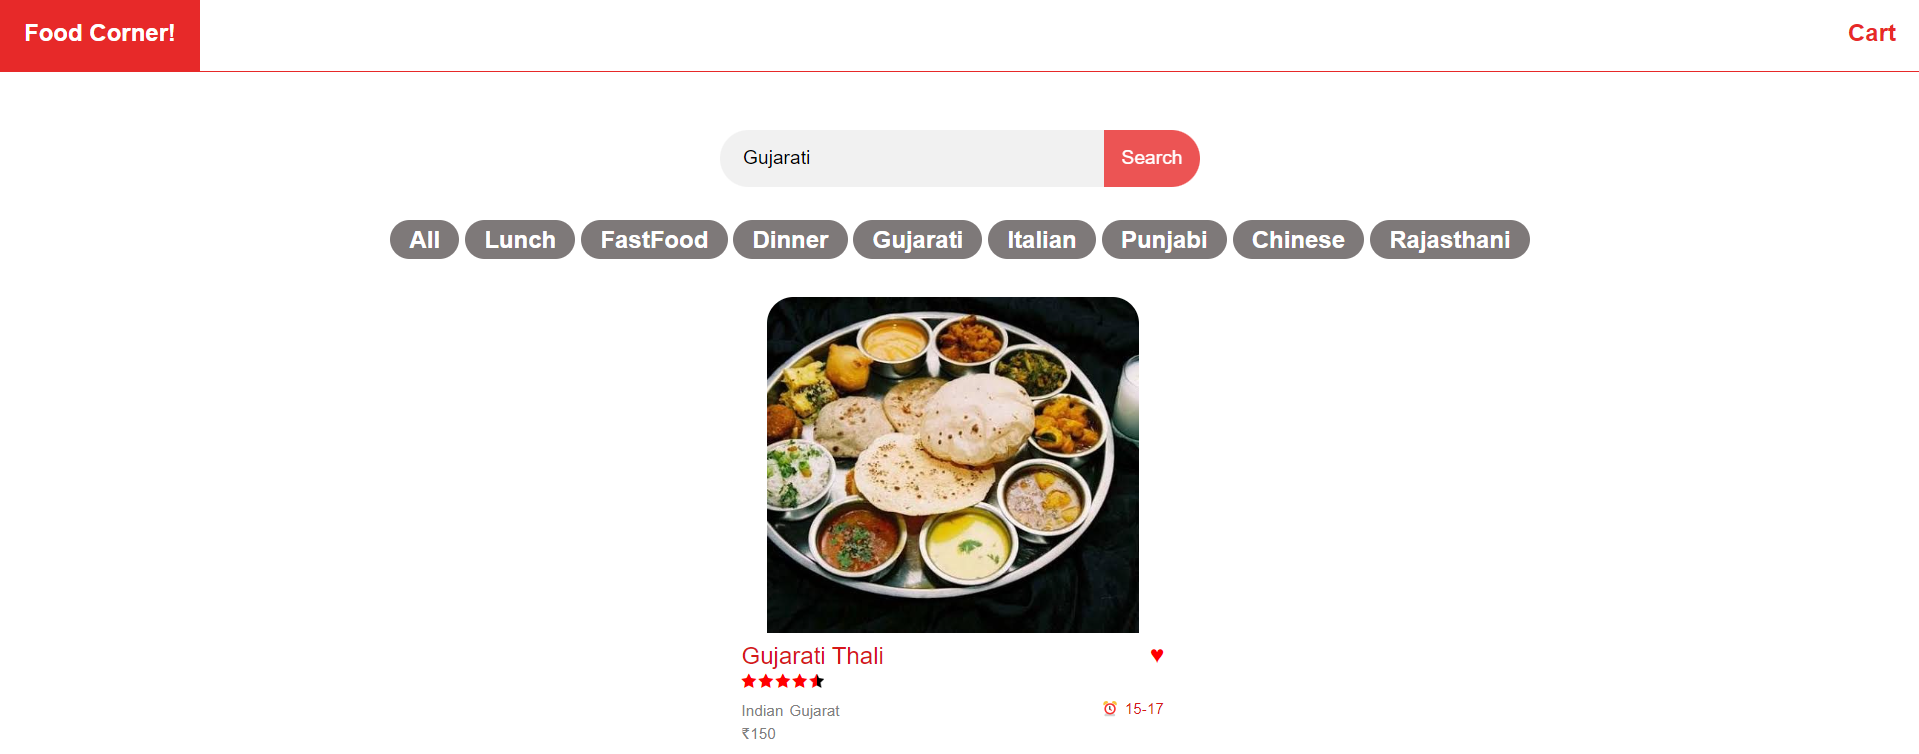 Food Corner!
Cart
Gujarati
Search
All Lunch FastFood Dinner Gujarati Italian Punjabi Chinese Rajasthani
Gujarati Thali
Indian Gujarat
15-17
₹150